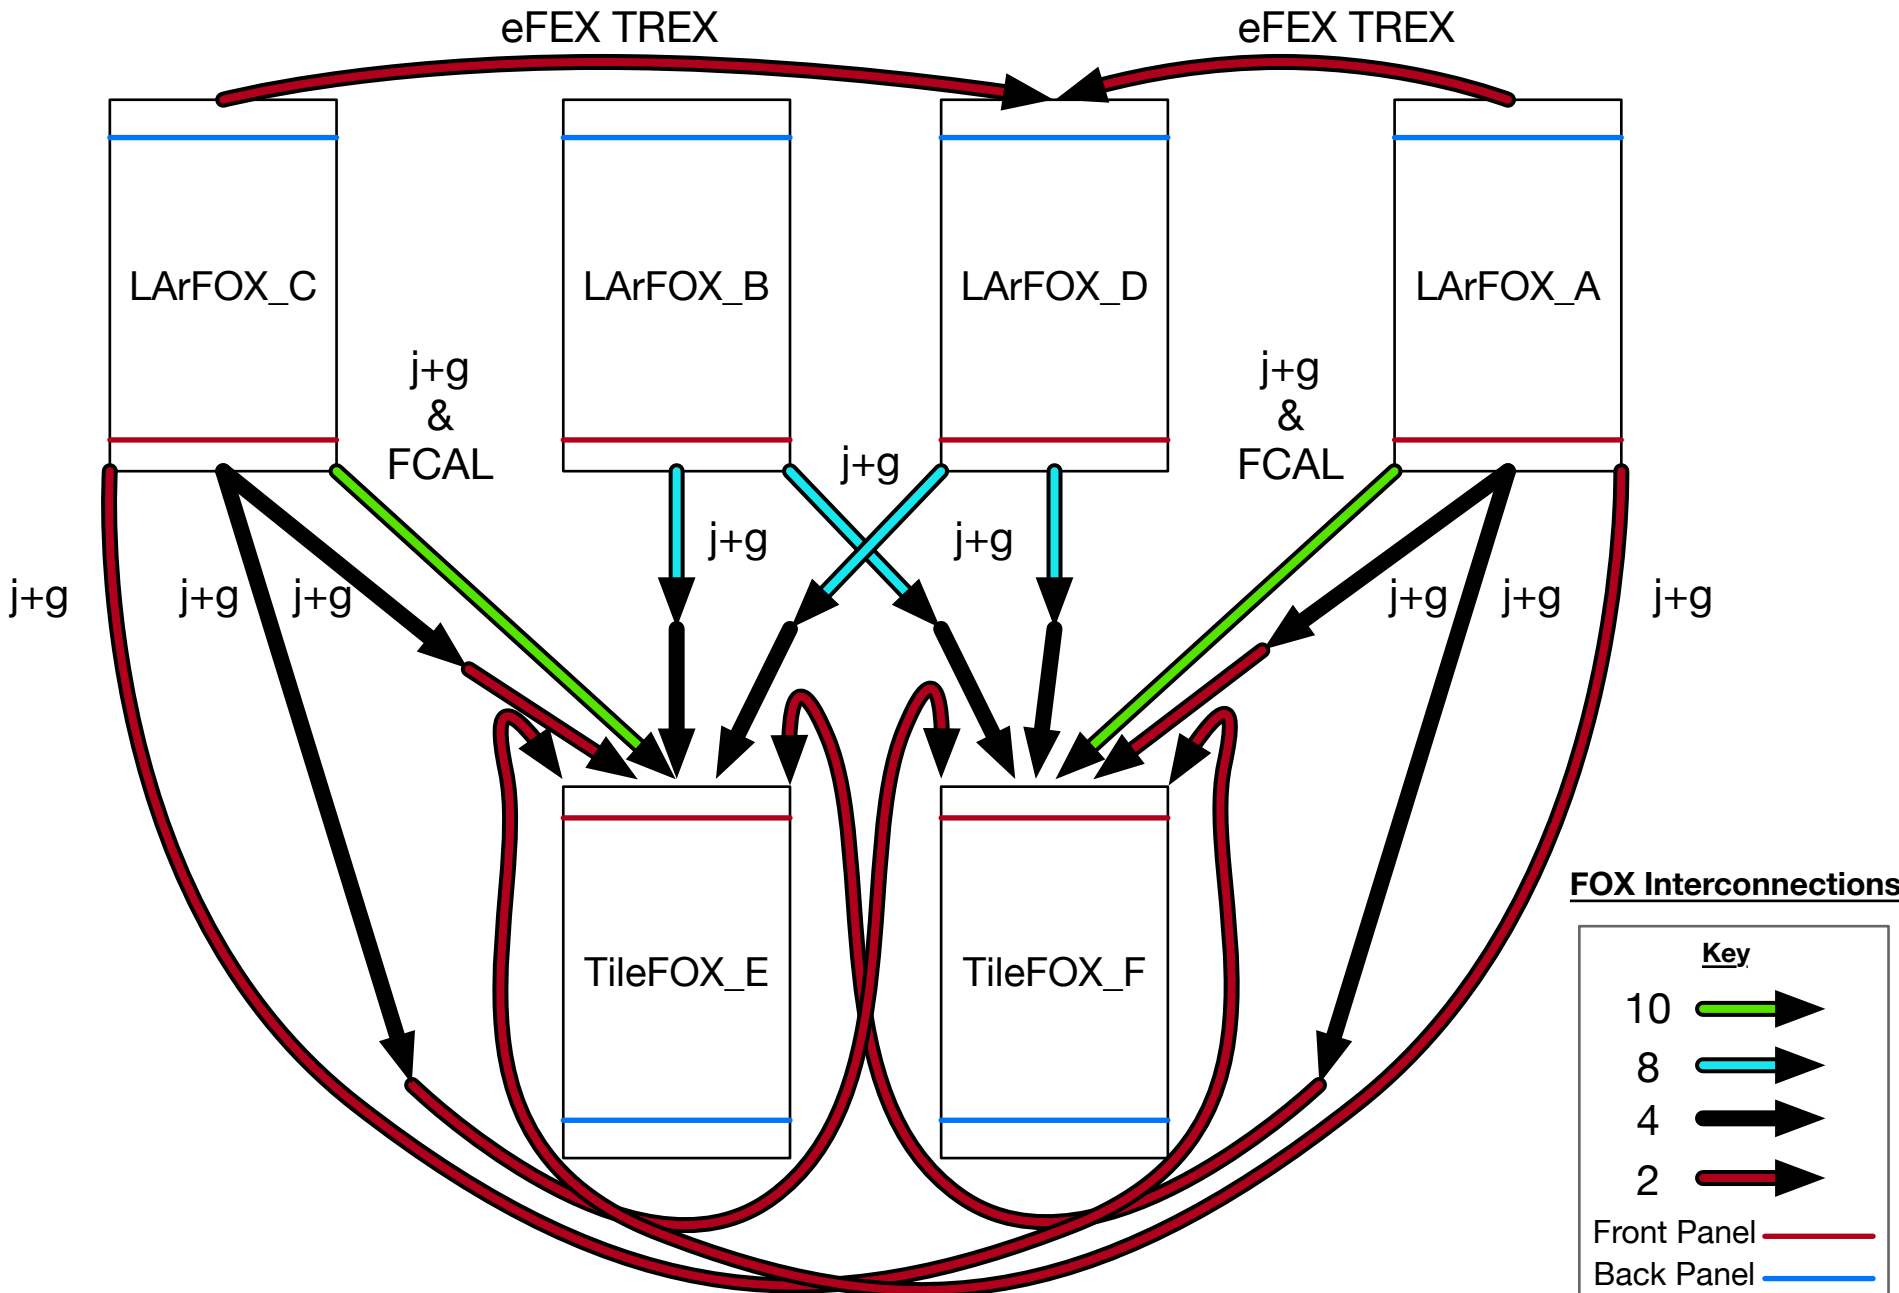 eFEX TREX
eFEX TREX
LArFOX_C
LArFOX_B
LArFOX_D
LArFOX_A
j+g
&
FCAL
j+g
&
FCAL
j+g
j+g
j+g
j+g
j+g
j+g
j+g
j+g
j+g
TileFOX_E
TileFOX_F
FOX Interconnections
Key
10
8
4
2
Front Panel
Back Panel